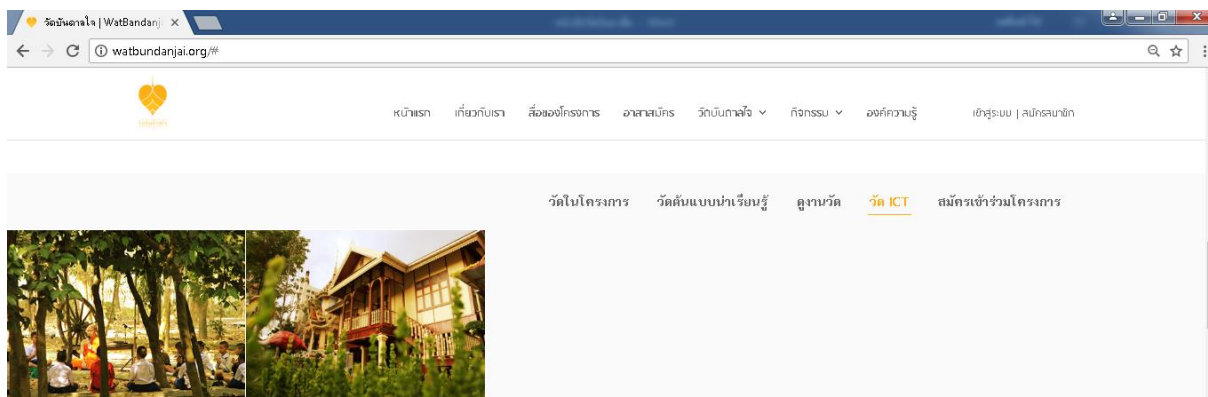 วัดบันดาลใจ | WatBandanj
watbundanjai.org/#
หน้าแรก เกี่ยวกับเรา สื่อของโครงการ อาสาสมัคร วัดบันดาลใจ กิจกรรม องค์ความรู้ เข้าสู่ระบบ | สมัครสมาชิก
วัดในโครงการ วัดต้นแบบน่าเรียนรู้ ดูงานวัด วัด ICT สมัครเข้าร่วมโครงการ